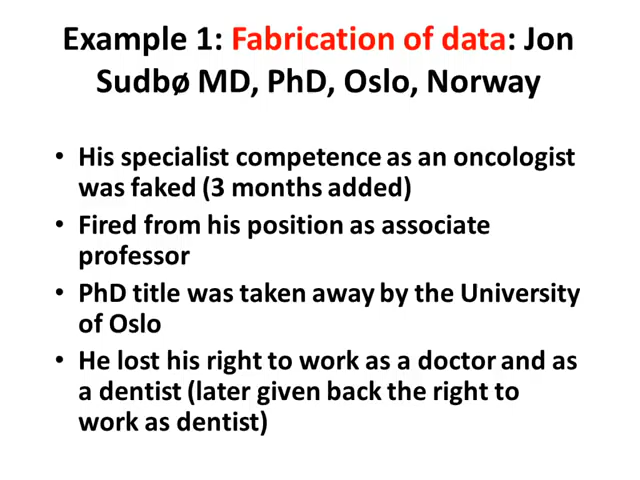 Example 1: Fabrication of data: Jon
Sudbø MD, PhD, Oslo, Norway
• His specialist competence as an oncologist
was faked (3 months added)
• Fired from his position as associate
professor
• PhD title was taken away by the University
of Oslo
• He lost his right to work as a doctor and as
a dentist (later given back the right to
work as dentist)